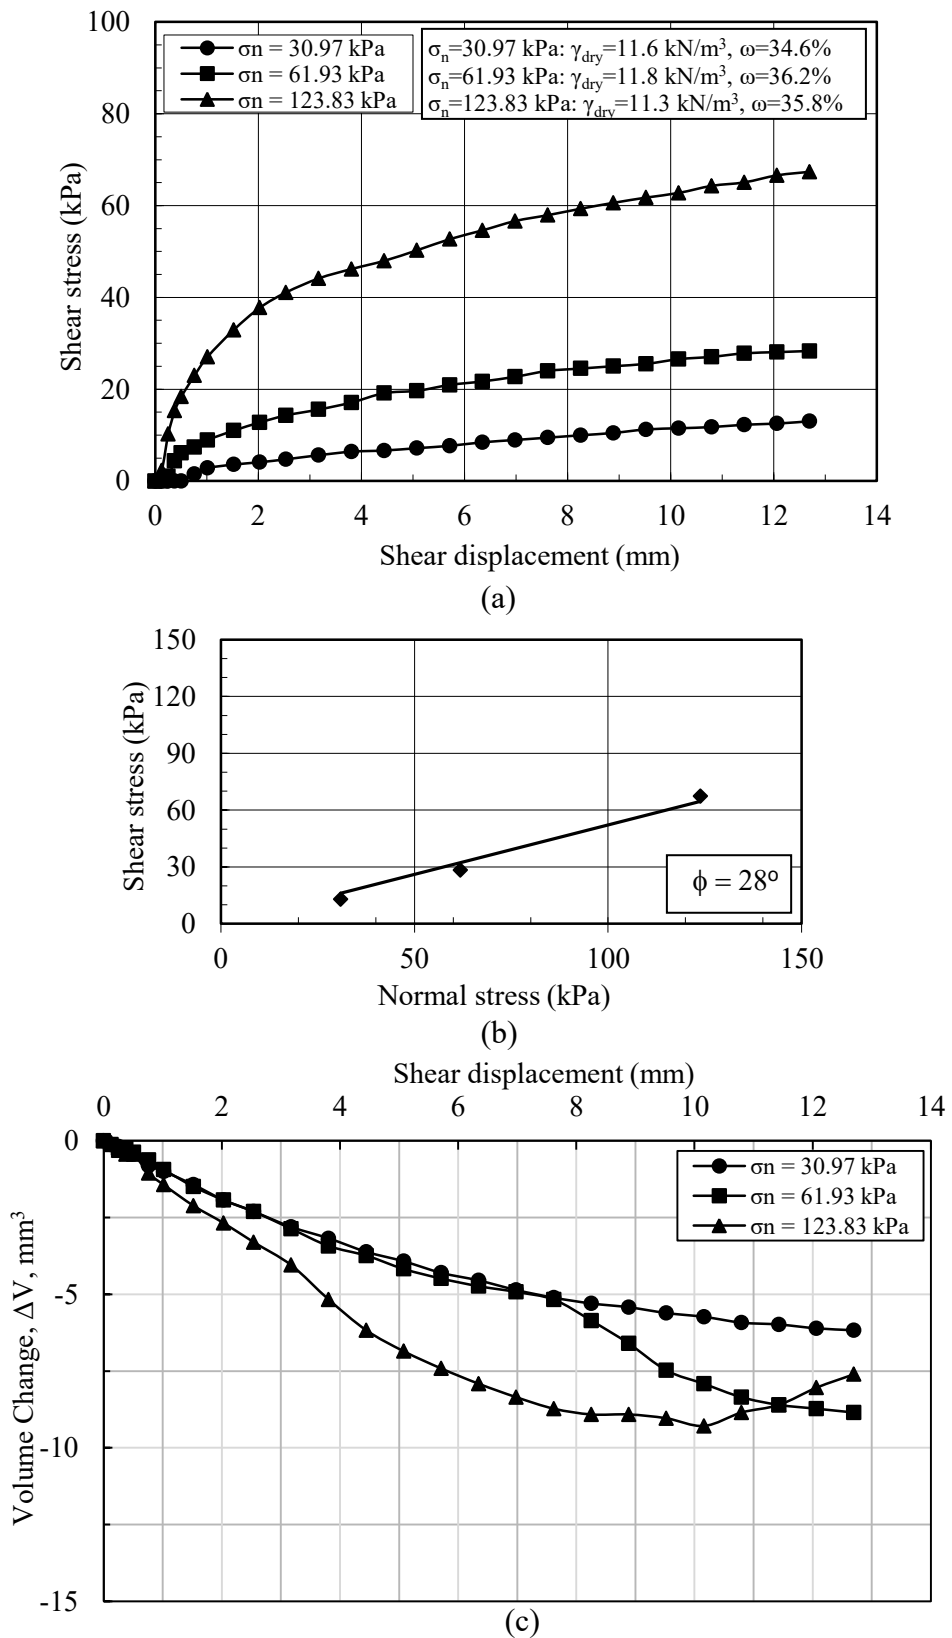 100
80
60
40
20
0
Shear stress (kPa)
σn = 30.97 kPa
σn = 61.93 kPa
σn = 123.83 kPa
σn=30.97 kPa: γdry=11.6 kN/m³, ω=34.6%
σn=61.93 kPa: γdry=11.8 kN/m³, ω=36.2%
σn=123.83 kPa: γdry=11.3 kN/m³, ω=35.8%
0 2 4 6 8 10 12 14
Shear displacement (mm)
(a)
150
120
90
60
30
0
Shear stress (kPa)
ϕ = 28º
0 50 100 150
Normal stress (kPa)
(b)
Shear displacement (mm)
0 2 4 6 8 10 12 14
0
-5
-10
-15
Volume Change, ΔV, mm³
σn = 30.97 kPa
σn = 61.93 kPa
σn = 123.83 kPa
(c)